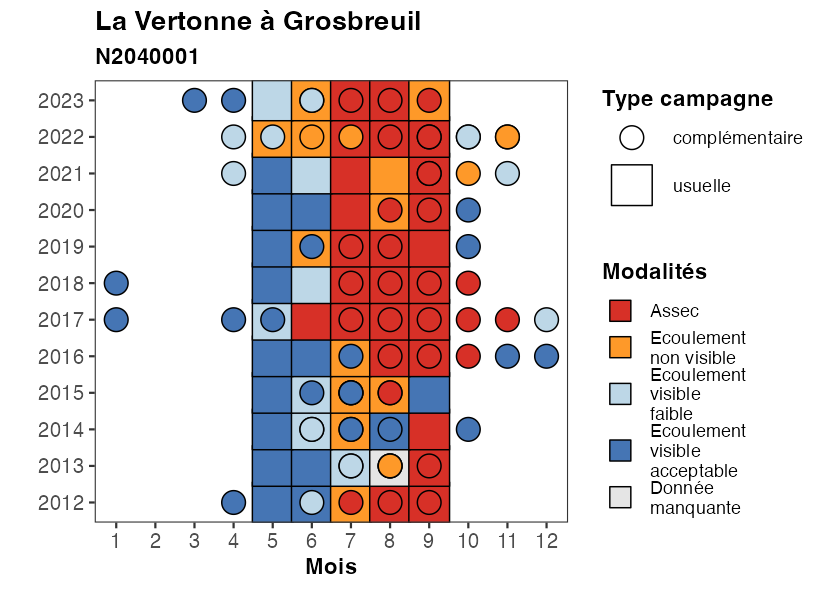 La Vertonne à Grosbreuil
N2040001
2023
2022
2021
2020
2019
2018
2017
2016
2015
2014
2013
2012
1 2 3 4 5 6 7 8 9 10 11 12
Mois
Type campagne
complémentaire
usuelle
Modalités
Assec
Ecoulement
non visible
Ecoulement
visible
faible
Ecoulement
visible
acceptable
Donnée
manquante